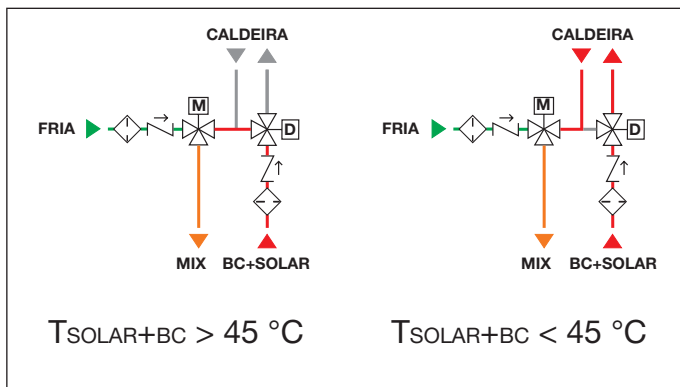 CALDEIRA
M
FRIA
D
MIX BC+SOLAR
TSOLAR+BC > 45 °C
CALDEIRA
M
FRIA
D
MIX BC+SOLAR
TSOLAR+BC < 45 °C